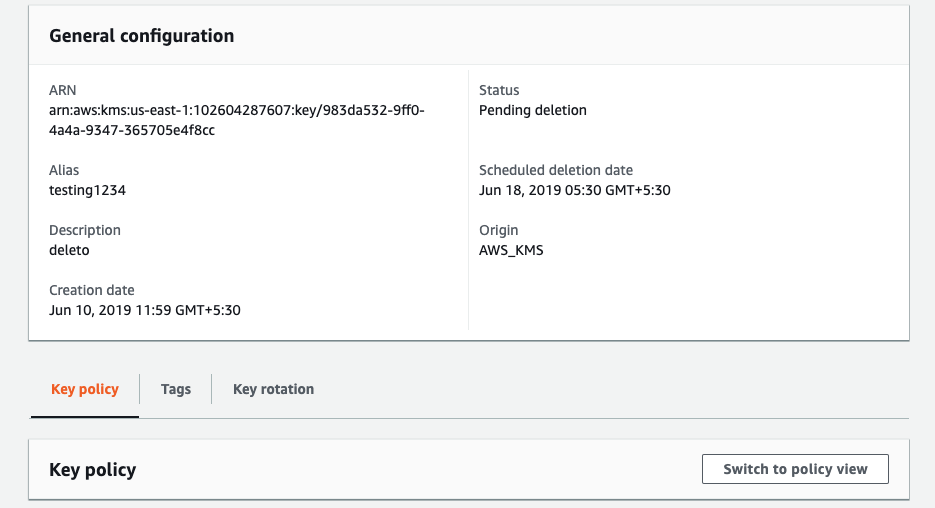 General configuration
ARN
arn:aws:kms:us-east-1:102604287607:key/983da532-9ff0-
4a4a-9347-365705e4f8cc
Status
Pending deletion
Alias
testing1234
Scheduled deletion date
Jun 18, 2019 05:30 GMT+5:30
Description
deleto
Origin
AWS_KMS
Creation date
Jun 10, 2019 11:59 GMT+5:30
Key policy
Tags
Key rotation
Key policy
Switch to policy view